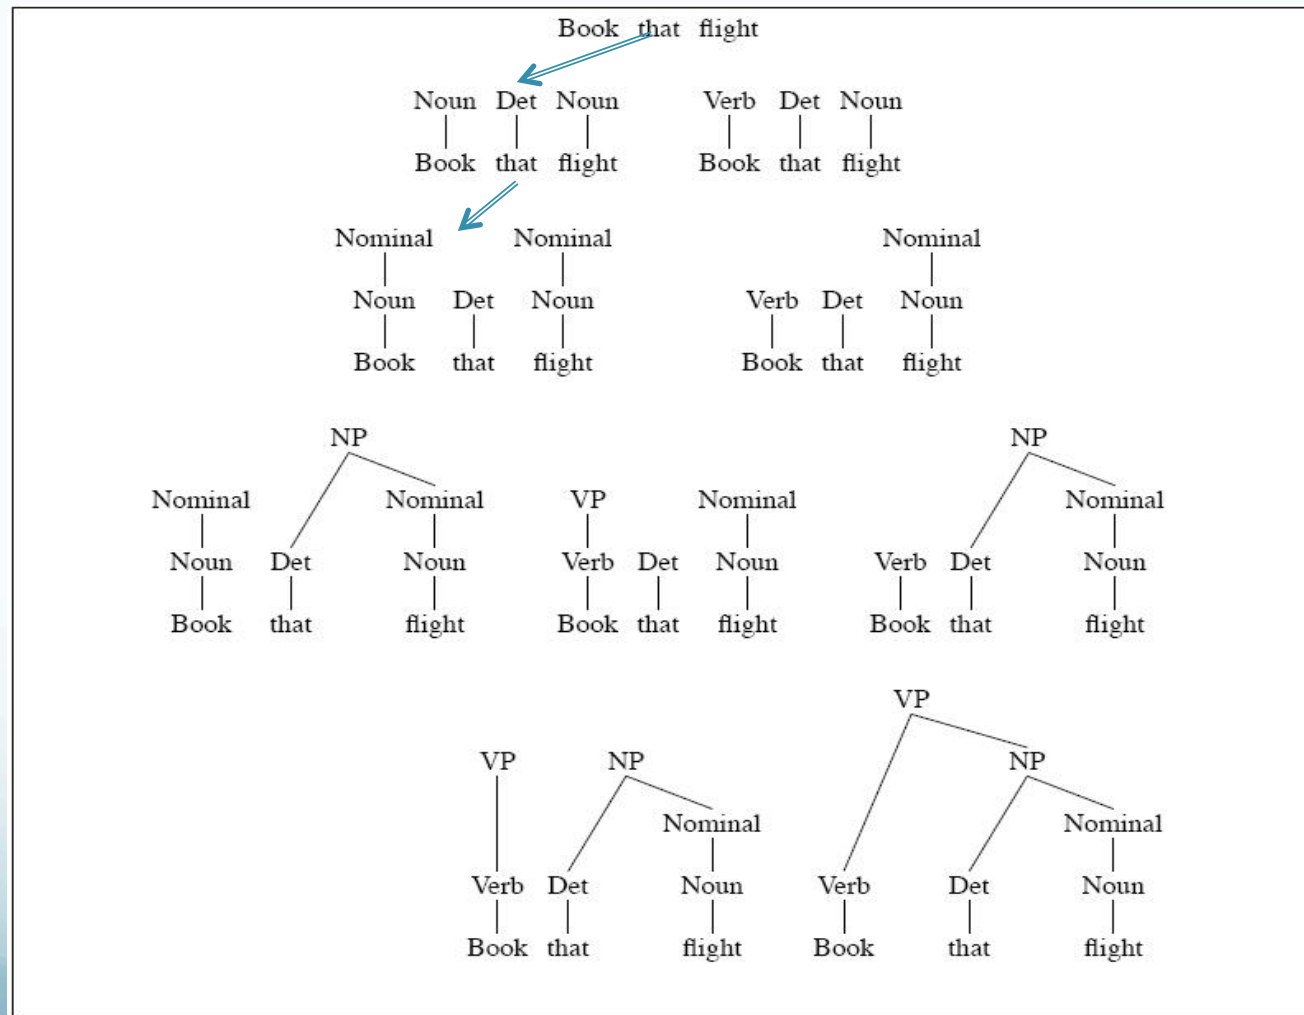 Book that flight
Noun Det Noun Verb Det Noun
Book that flight Book that flight
Nominal Nominal Nominal
Noun Det Noun Verb Det Noun
Book that flight Book that flight
NP NP
Nominal Nominal VP Nominal Nominal
Noun Det Noun Verb Det Noun Verb Det Noun
Book that flight Book that flight Book that flight
VP
VP NP NP
Nominal Nominal
Verb Det Noun Verb Det Noun
Book that flight Book that flight